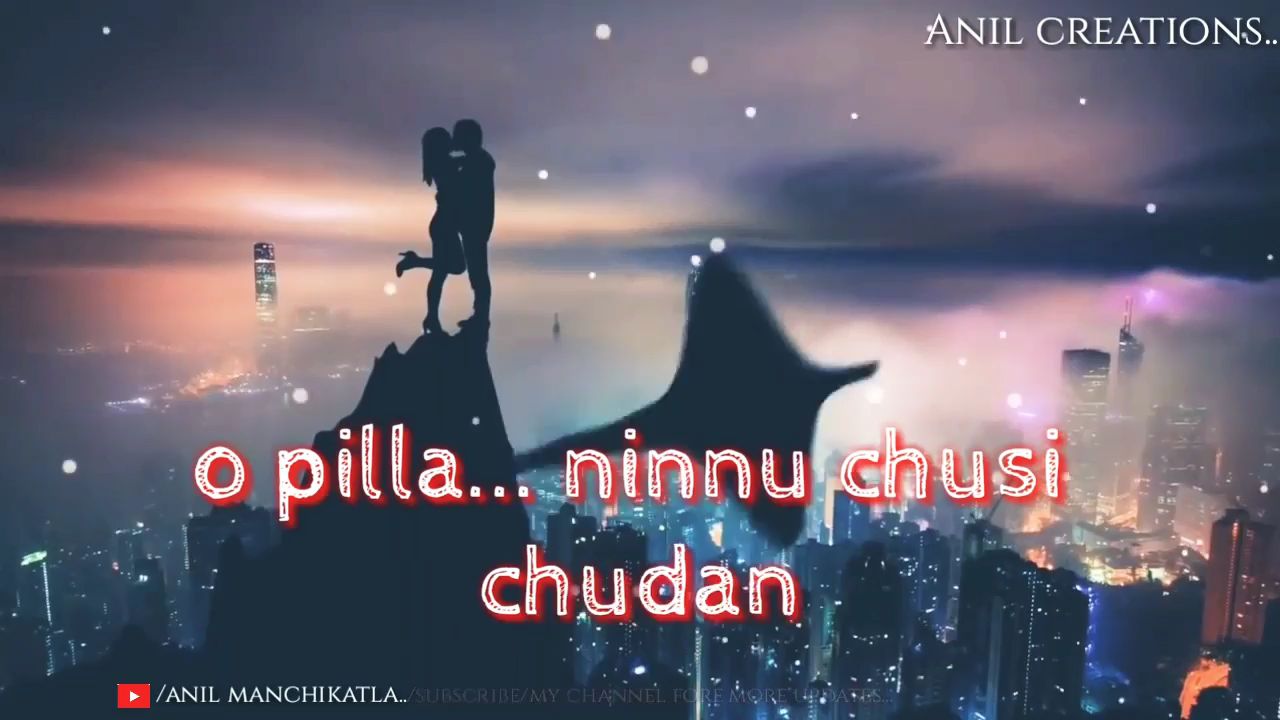 ANIL CREATIONS..
o pilla... ninnu chusi
chudan
/ANIL MANCHIKATLA../SUBSCRIBE/MY CHANNEL FORE MORE UPDATES...